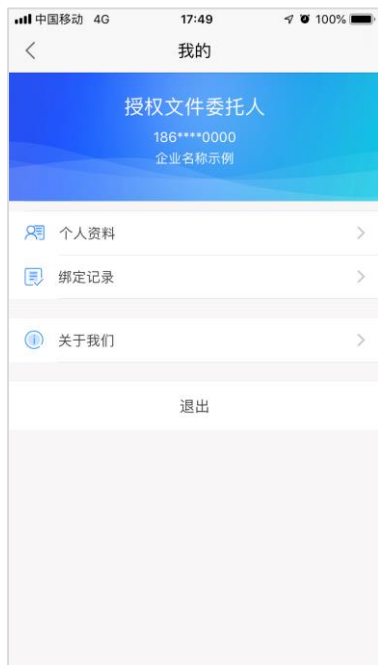 中国移动 4G 17:49 100%
我的
授权文件委托人
186****0000
企业名称示例
个人资料
绑定记录
关于我们
退出